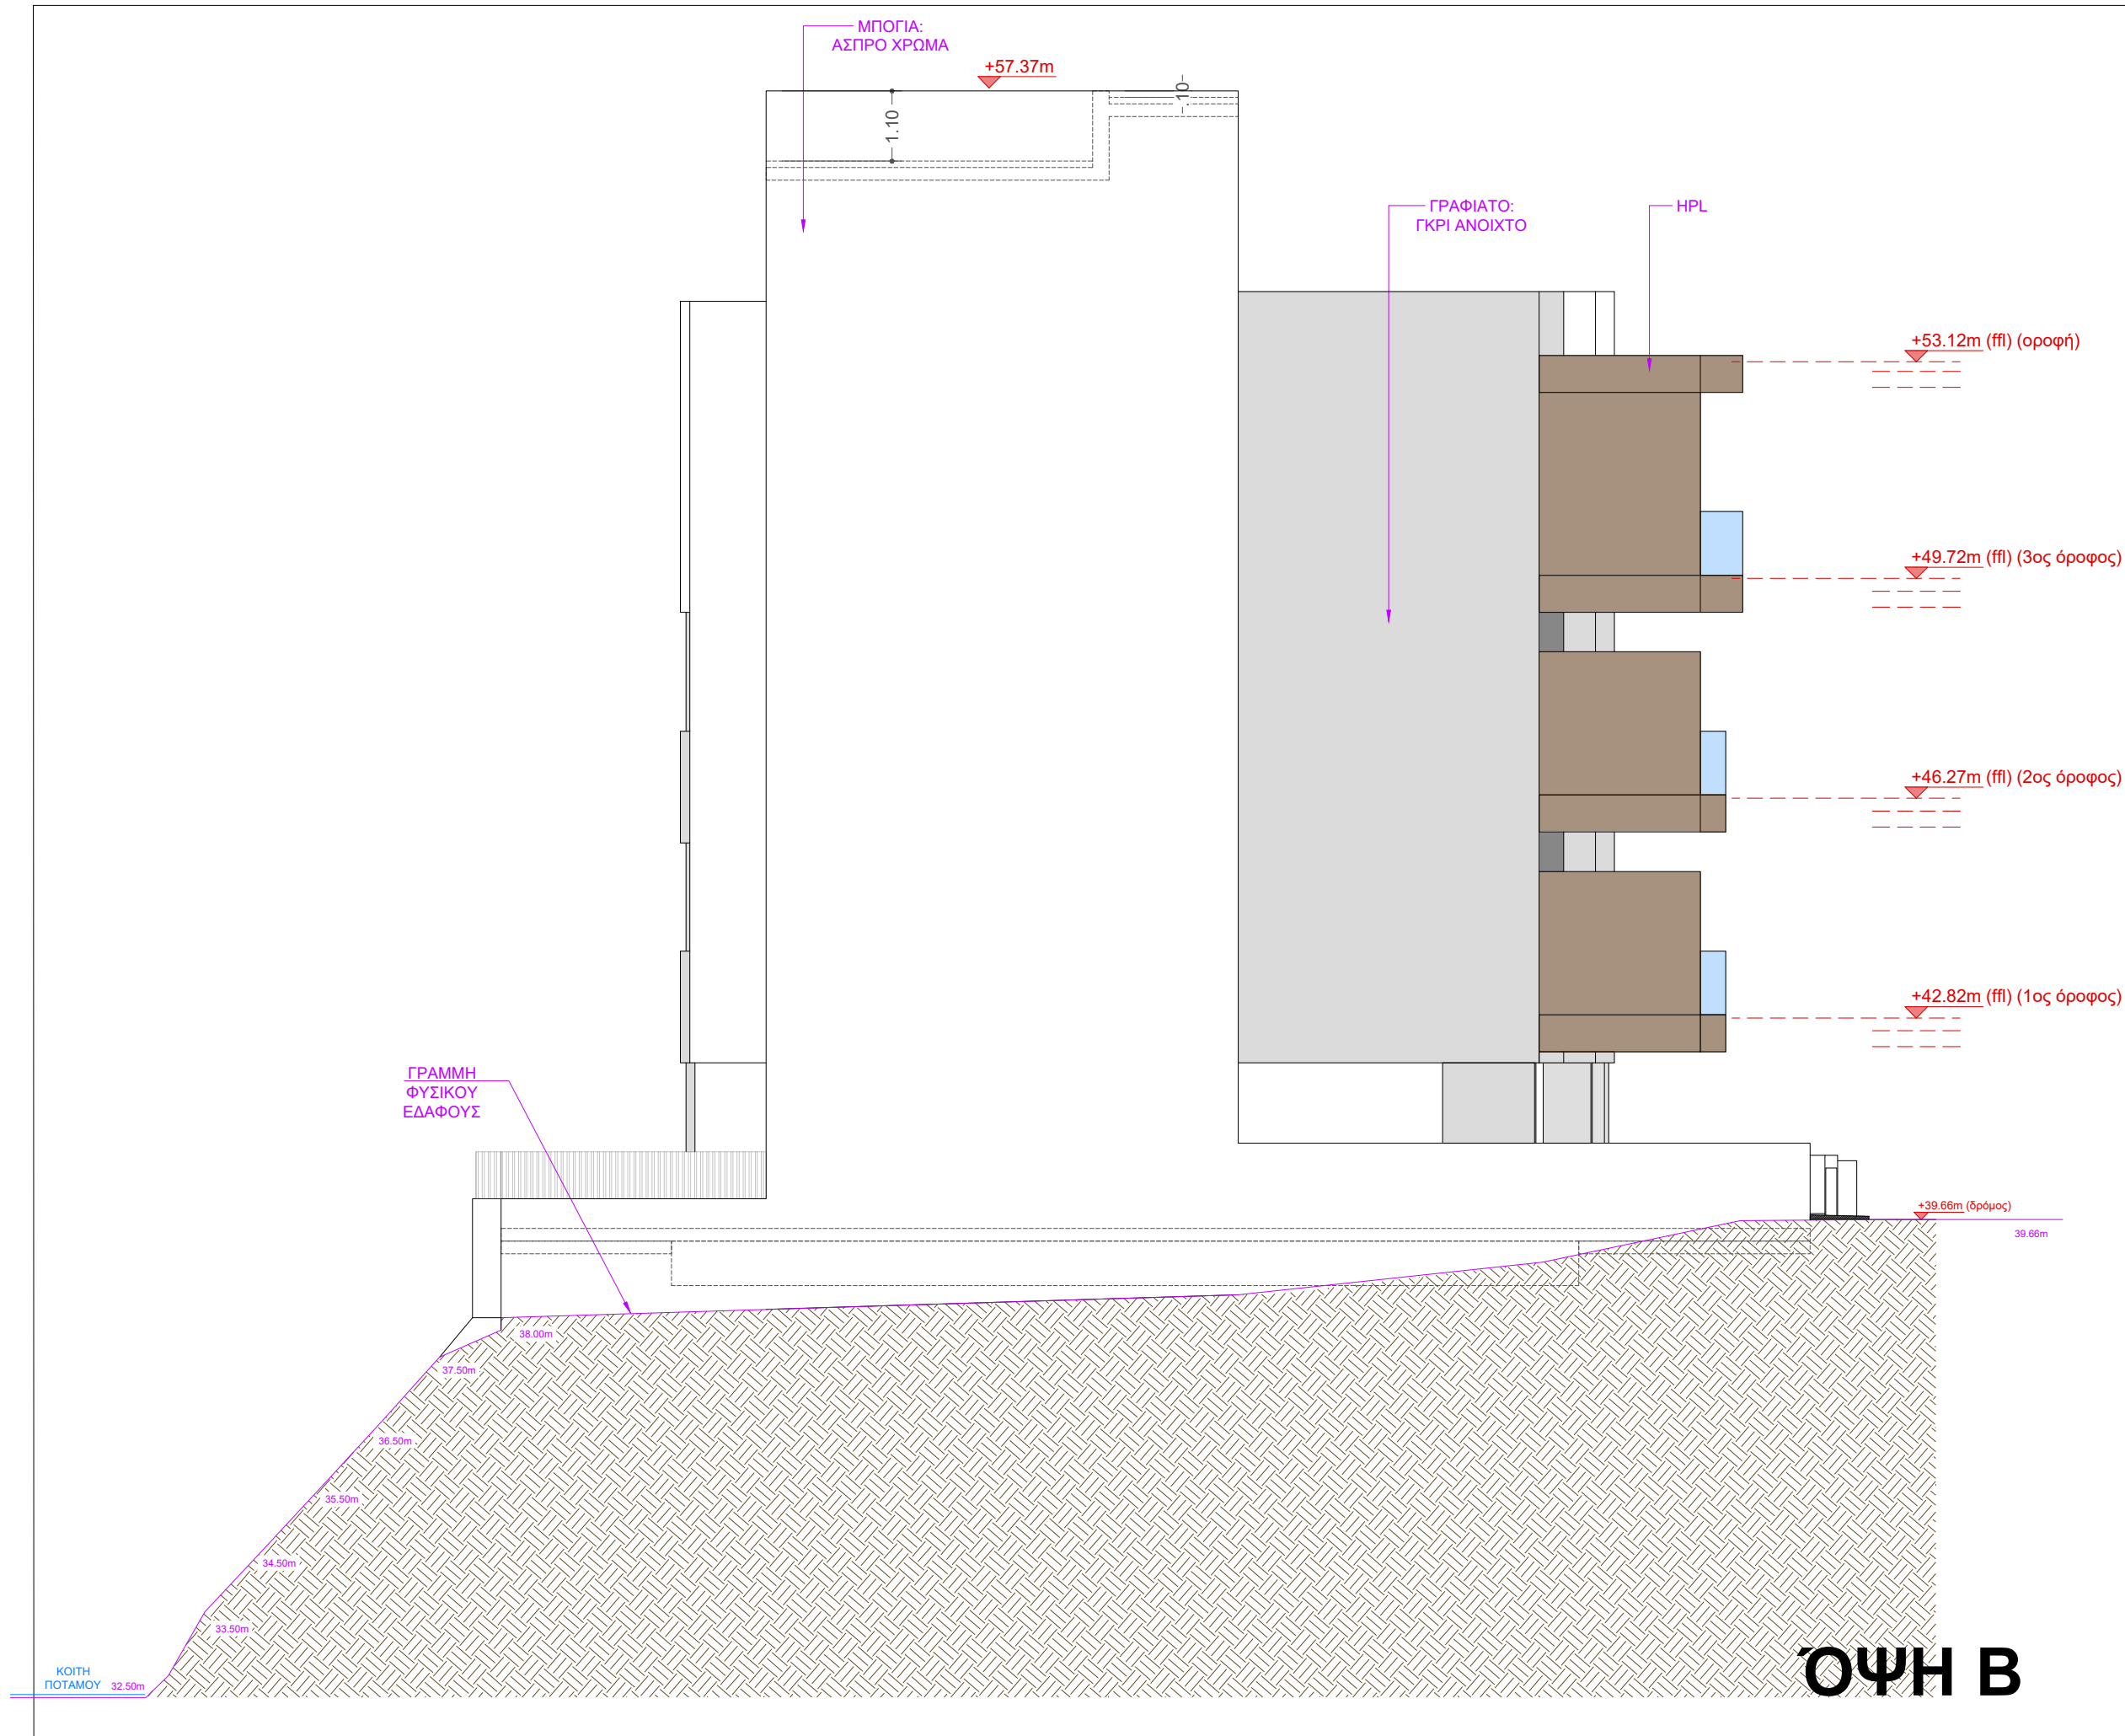 ΜΠΟΓΙΑ:
ΑΣΠΡΟ ΧΡΩΜΑ
+57.37m
.10
1.10
ΓΡΑΦΙΑΤΟ:
ΓΚΡΙ ΑΝΟΙΧΤΟ
HPL
+53.12m (ffl) (οροφή)
+49.72m (ffl) (3ος όροφος)
+46.27m (ffl) (2ος όροφος)
+42.82m (ffl) (1ος όροφος)
ΓΡΑΜΜΗ
ΦΥΣΙΚΟΥ
ΕΔΑΦΟΥΣ
+39.66m (δρόμος)
39.66m
38.00m
37.50m
36.50m
35.50m
34.50m
33.50m
ΚΟΙΤΗ
ΠΟΤΑΜΟΥ
32.50m
ΌΨΗ Β